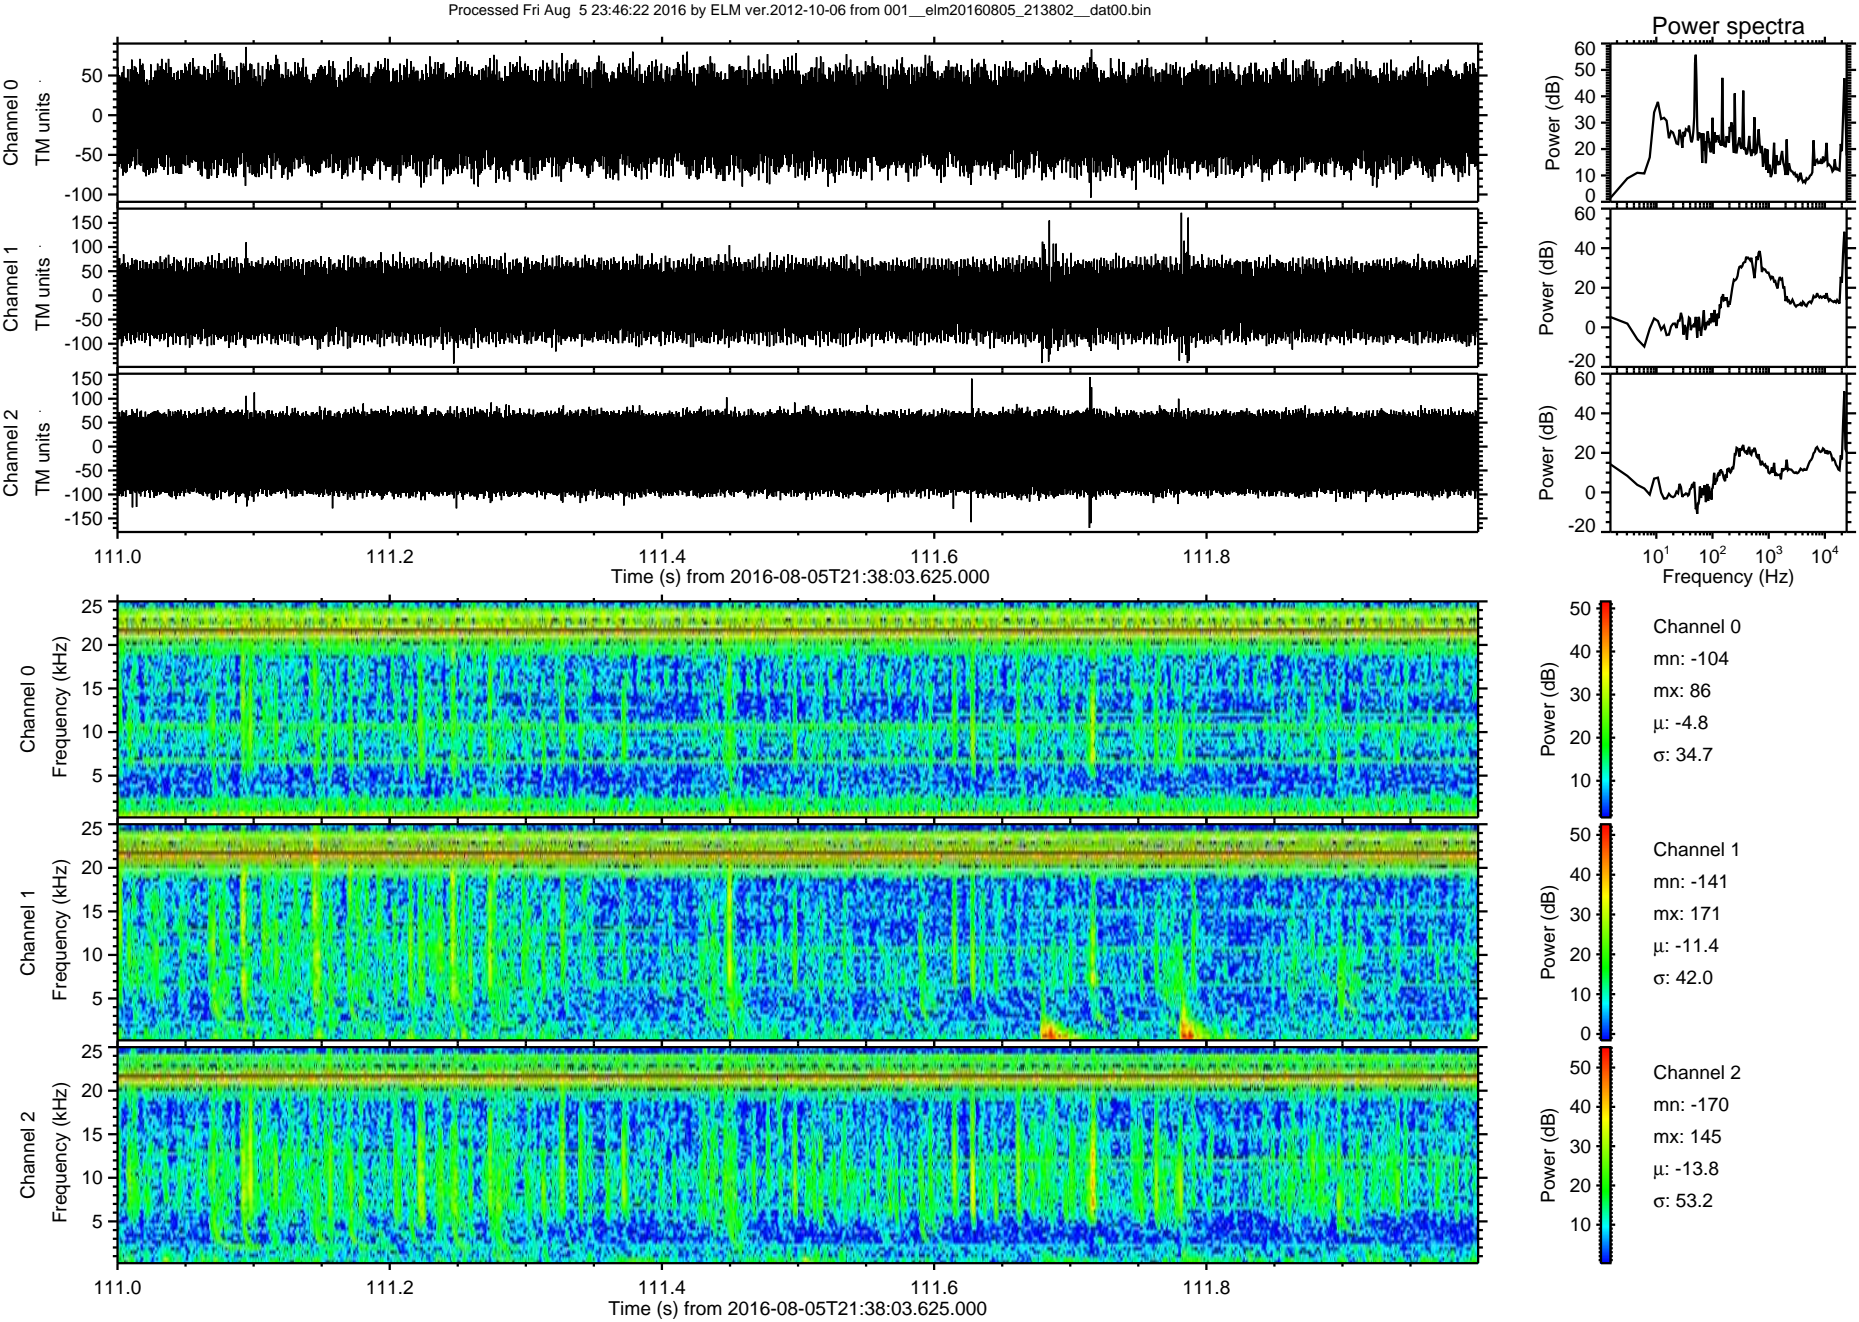 Processed Fri Aug  5 23:46:22 2016 by ELM ver.2012-10-06 from 001__elm20160805_213802__dat00.bin
Power spectra
Channel 0
TM units
50
0
-50
-100
Power (dB)
60
50
40
30
20
10
0
Channel 1
TM units
150
100
50
0
-50
-100
Power (dB)
60
40
20
0
-20
Channel 2
TM units
150
100
50
0
-50
-100
-150
Power (dB)
60
40
20
0
-20
111.0 111.2 111.4 111.6 111.8
Time (s) from 2016-08-05T21:38:03.625.000
10^1 10^2 10^3 10^4
Frequency (Hz)
Channel 0
Frequency (kHz)
25
20
15
10
5
Power (dB)
50
40
30
20
10
Channel 0
mn: -104
mx: 86
μ: -4.8
σ: 34.7
Channel 1
Frequency (kHz)
25
20
15
10
5
Power (dB)
50
40
30
20
10
0
Channel 1
mn: -141
mx: 171
μ: -11.4
σ: 42.0
Channel 2
Frequency (kHz)
25
20
15
10
5
Power (dB)
50
40
30
20
10
Channel 2
mn: -170
mx: 145
μ: -13.8
σ: 53.2
111.0 111.2 111.4 111.6 111.8
Time (s) from 2016-08-05T21:38:03.625.000